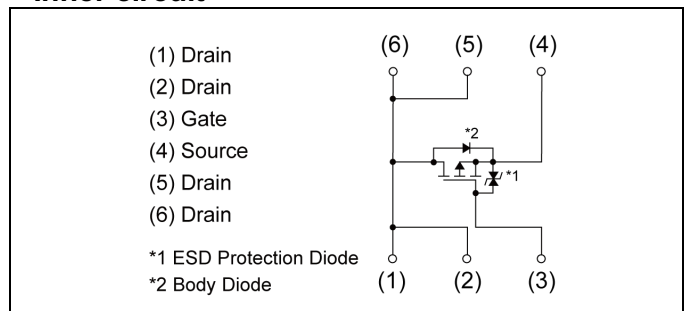 Inner circuit
(1) Drain
(2) Drain
(3) Gate
(4) Source
(5) Drain
(6) Drain
*1 ESD Protection Diode
*2 Body Diode
(6) (5) (4)
*2
*1
(1) (2) (3)